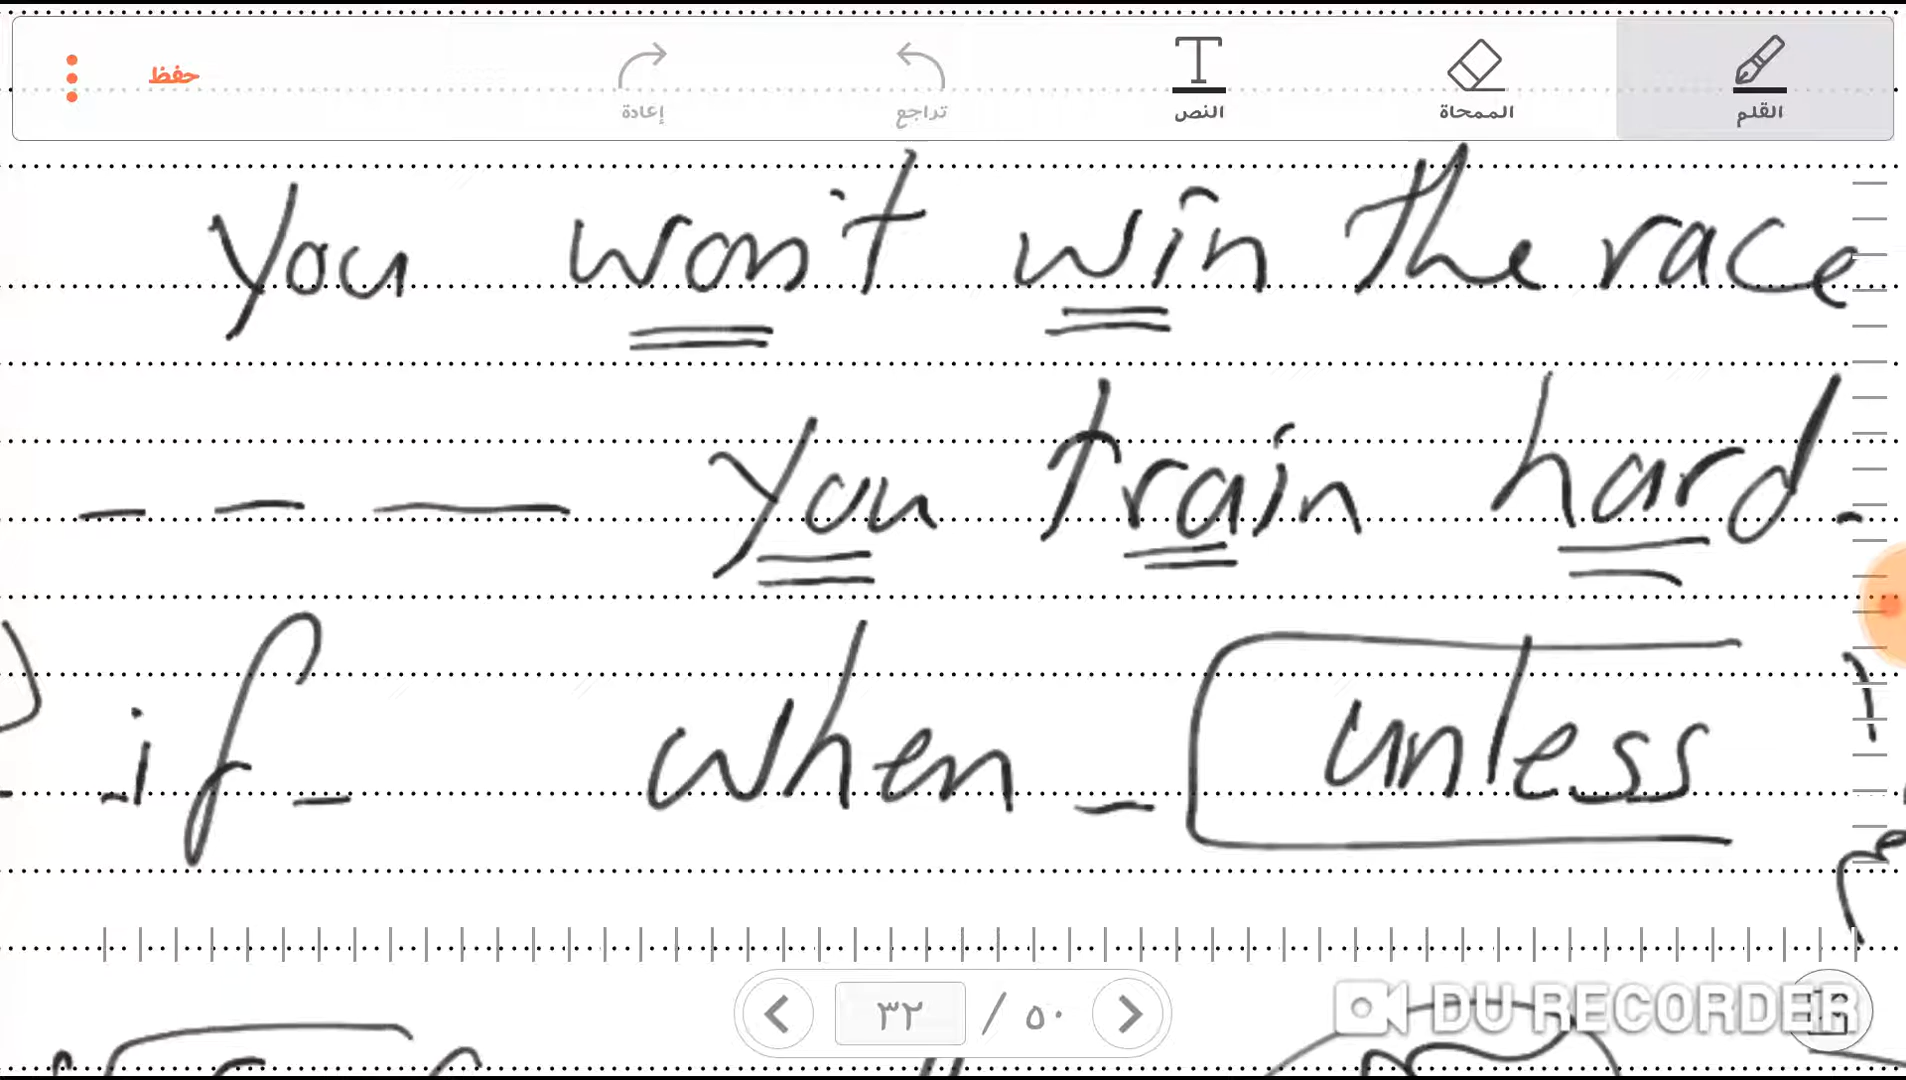 حفظ إعادة تراجع النص الممحاة القلم
you won't win the race
_ _ _ you train hard.
if - when - unless
٣٢ / ٥٠
DU RECORDER